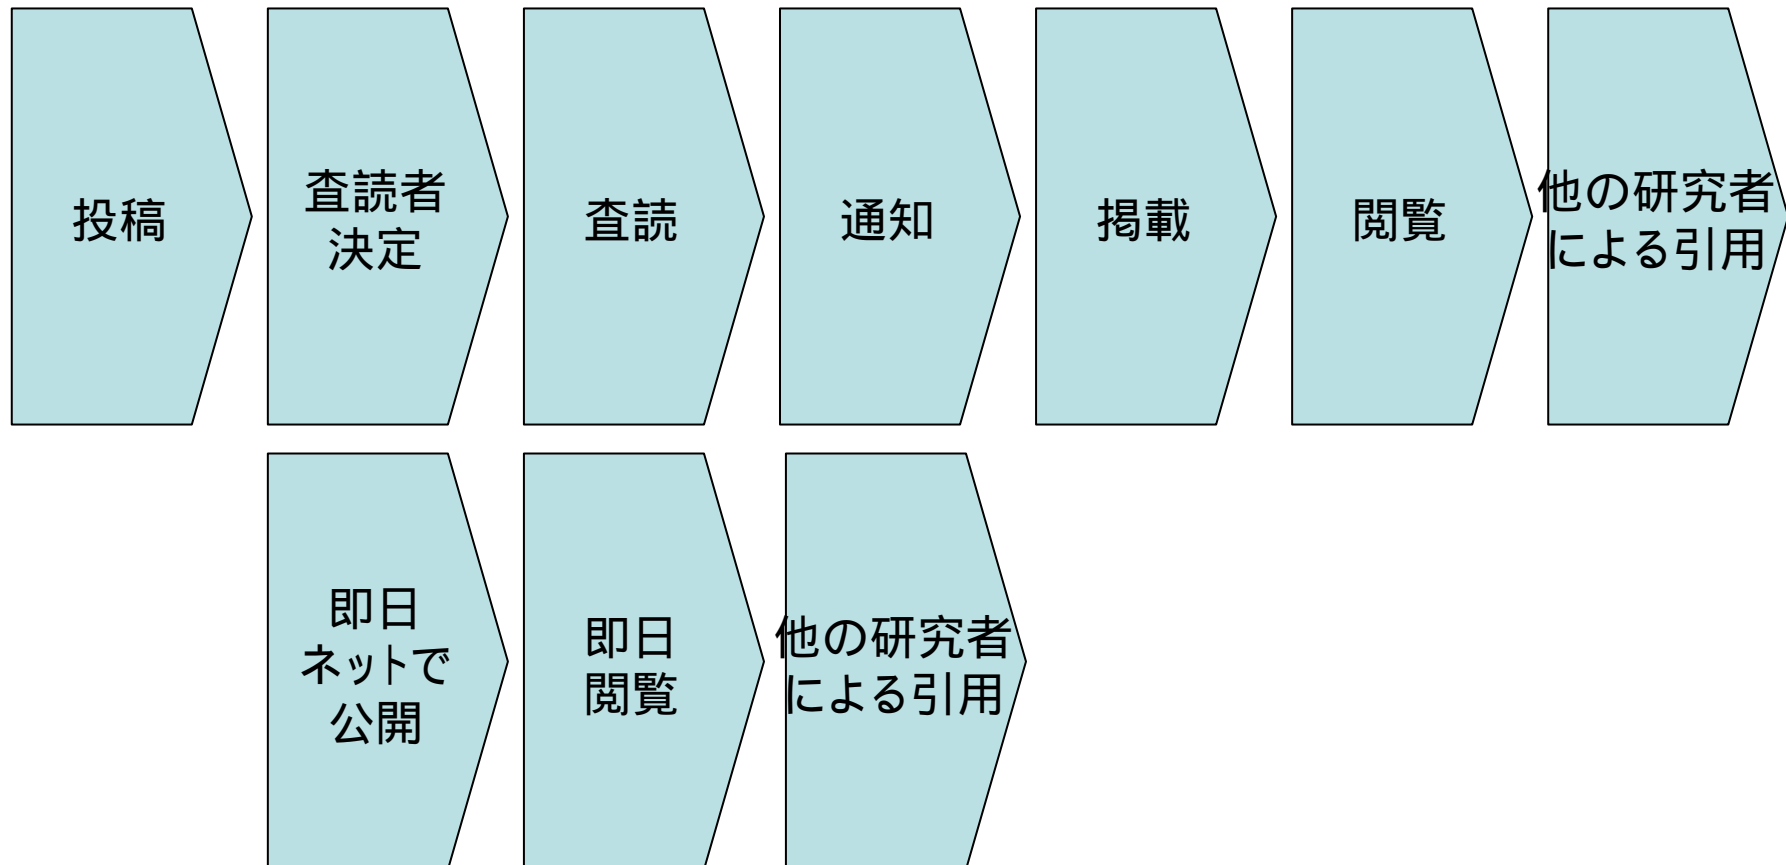 投稿
査読者
決定
査読
通知
掲載
閲覧
他の研究者
による引用
即日
ネットで
公開
即日
閲覧
他の研究者
による引用